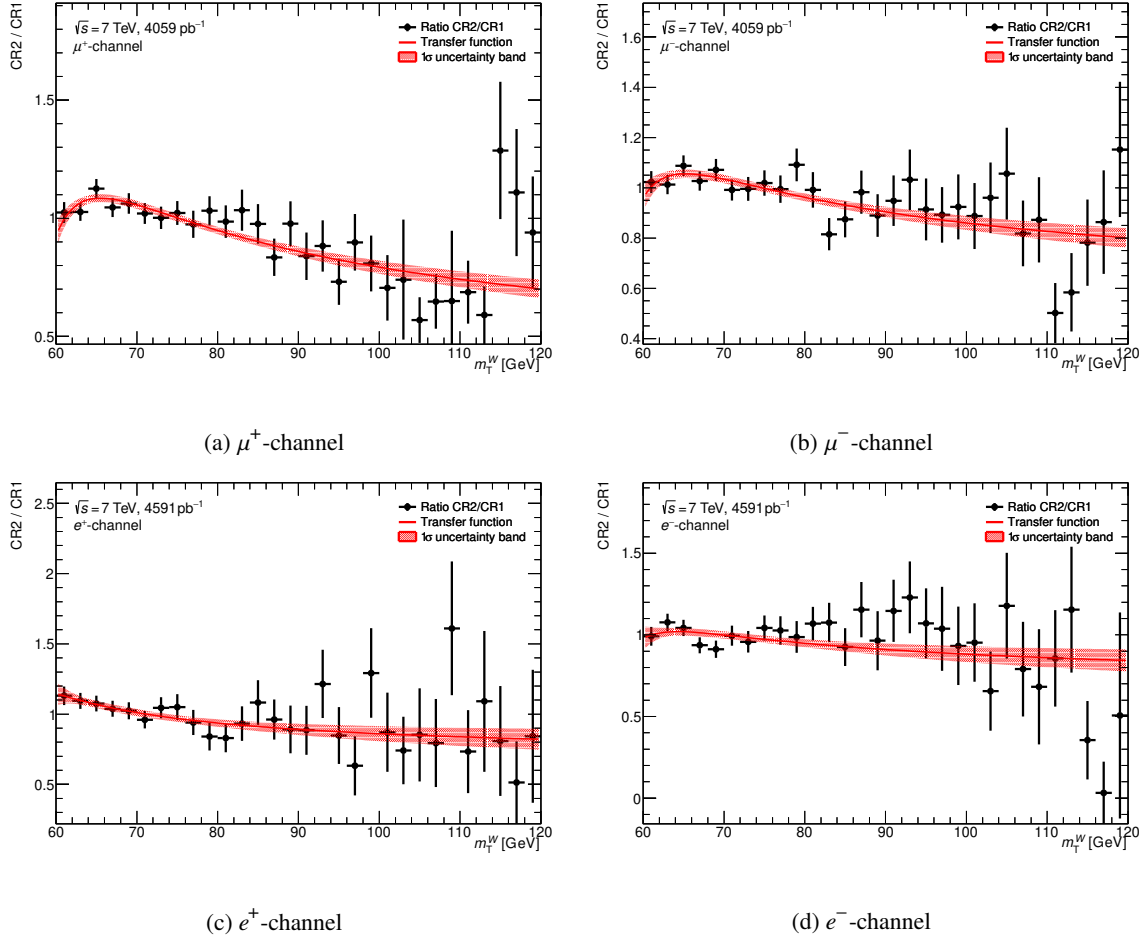 CR2 / CR1
√s = 7 TeV, 4059 pb⁻¹
μ⁺-channel
Ratio CR2/CR1
Transfer function
1σ uncertainty band
1.5
1
0.5
60 70 80 90 100 110 120
m_T^W [GeV]
(a) μ⁺-channel
CR2 / CR1
√s = 7 TeV, 4059 pb⁻¹
μ⁻-channel
Ratio CR2/CR1
Transfer function
1σ uncertainty band
1.6
1.4
1.2
1.0
0.8
0.6
0.4
60 70 80 90 100 110 120
m_T^W [GeV]
(b) μ⁻-channel
CR2 / CR1
√s = 7 TeV, 4591 pb⁻¹
e⁺-channel
Ratio CR2/CR1
Transfer function
1σ uncertainty band
2.5
2
1.5
1
0.5
60 70 80 90 100 110 120
m_T^W [GeV]
(c) e⁺-channel
CR2 / CR1
√s = 7 TeV, 4591 pb⁻¹
e⁻-channel
Ratio CR2/CR1
Transfer function
1σ uncertainty band
1.5
1.0
0.5
0
60 70 80 90 100 110 120
m_T^W [GeV]
(d) e⁻-channel